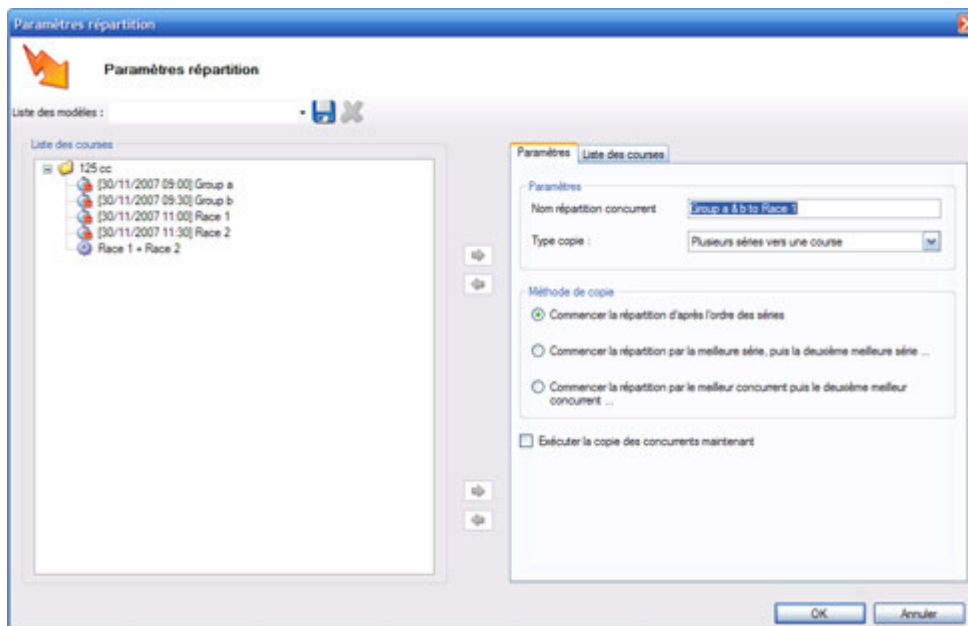 Paramètres répartition
Paramètres répartition
Liste des modèles :
Liste des courses
125 cc
[30/11/2007 09:00] Group a
[30/11/2007 09:30] Group b
[30/11/2007 11:00] Race 1
[30/11/2007 11:30] Race 2
Race 1 + Race 2
Paramètres
Liste des courses
Paramètres
Nom répartition concurrent
Group a & b to Race 1
Type copie :
Plusieurs séries vers une course
Méthode de copie
Commencer la répartition d'après l'ordre des séries
Commencer la répartition par la meilleure série, puis la deuxième meilleure série ...
Commencer la répartition par le meilleur concurrent puis le deuxième meilleur
concurrent ...
Exécuter la copie des concurrents maintenant
OK
Annuler